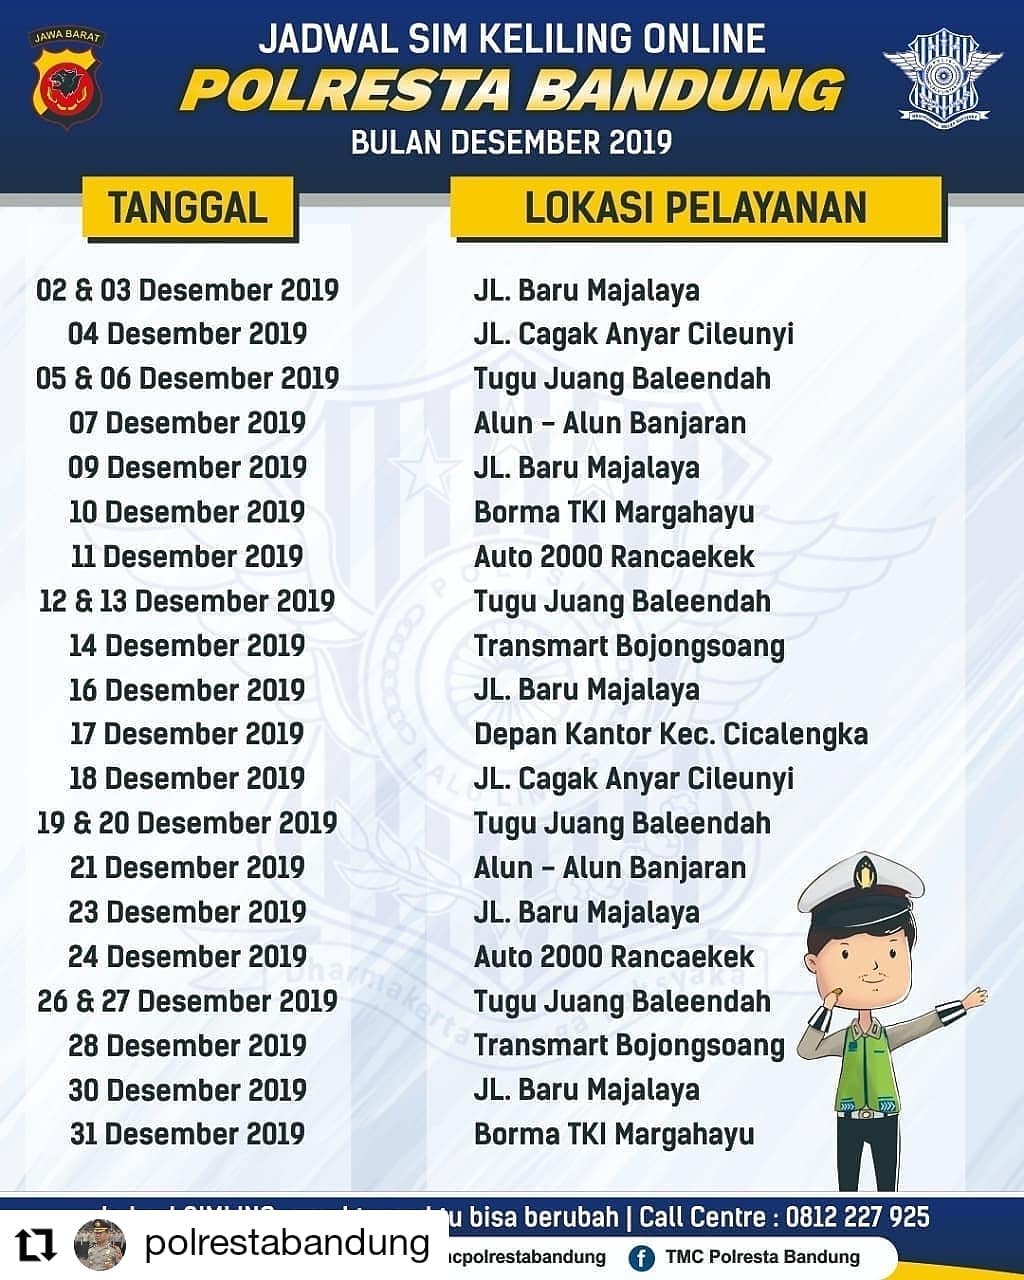 JAWA BARAT
JADWAL SIM KELILING ONLINE
POLRESTA BANDUNG
BULAN DESEMBER 2019
TANGGAL LOKASI PELAYANAN
02 & 03 Desember 2019 JL. Baru Majalaya
04 Desember 2019 JL. Cagak Anyar Cileunyi
05 & 06 Desember 2019 Tugu Juang Baleendah
07 Desember 2019 Alun – Alun Banjaran
09 Desember 2019 JL. Baru Majalaya
10 Desember 2019 Borma TKI Margahayu
11 Desember 2019 Auto 2000 Rancaekek
12 & 13 Desember 2019 Tugu Juang Baleendah
14 Desember 2019 Transmart Bojongsoang
16 Desember 2019 JL. Baru Majalaya
17 Desember 2019 Depan Kantor Kec. Cicalengka
18 Desember 2019 JL. Cagak Anyar Cileunyi
19 & 20 Desember 2019 Tugu Juang Baleendah
21 Desember 2019 Alun – Alun Banjaran
23 Desember 2019 JL. Baru Majalaya
24 Desember 2019 Auto 2000 Rancaekek
26 & 27 Desember 2019 Tugu Juang Baleendah
28 Desember 2019 Transmart Bojongsoang
30 Desember 2019 JL. Baru Majalaya
31 Desember 2019 Borma TKI Margahayu
POLISI
LALU LIN
Dharmakerta
bisa berubah | Call Centre : 0812 227 925
polrestabandung
mcpolrestabandung TMC Polresta Bandung